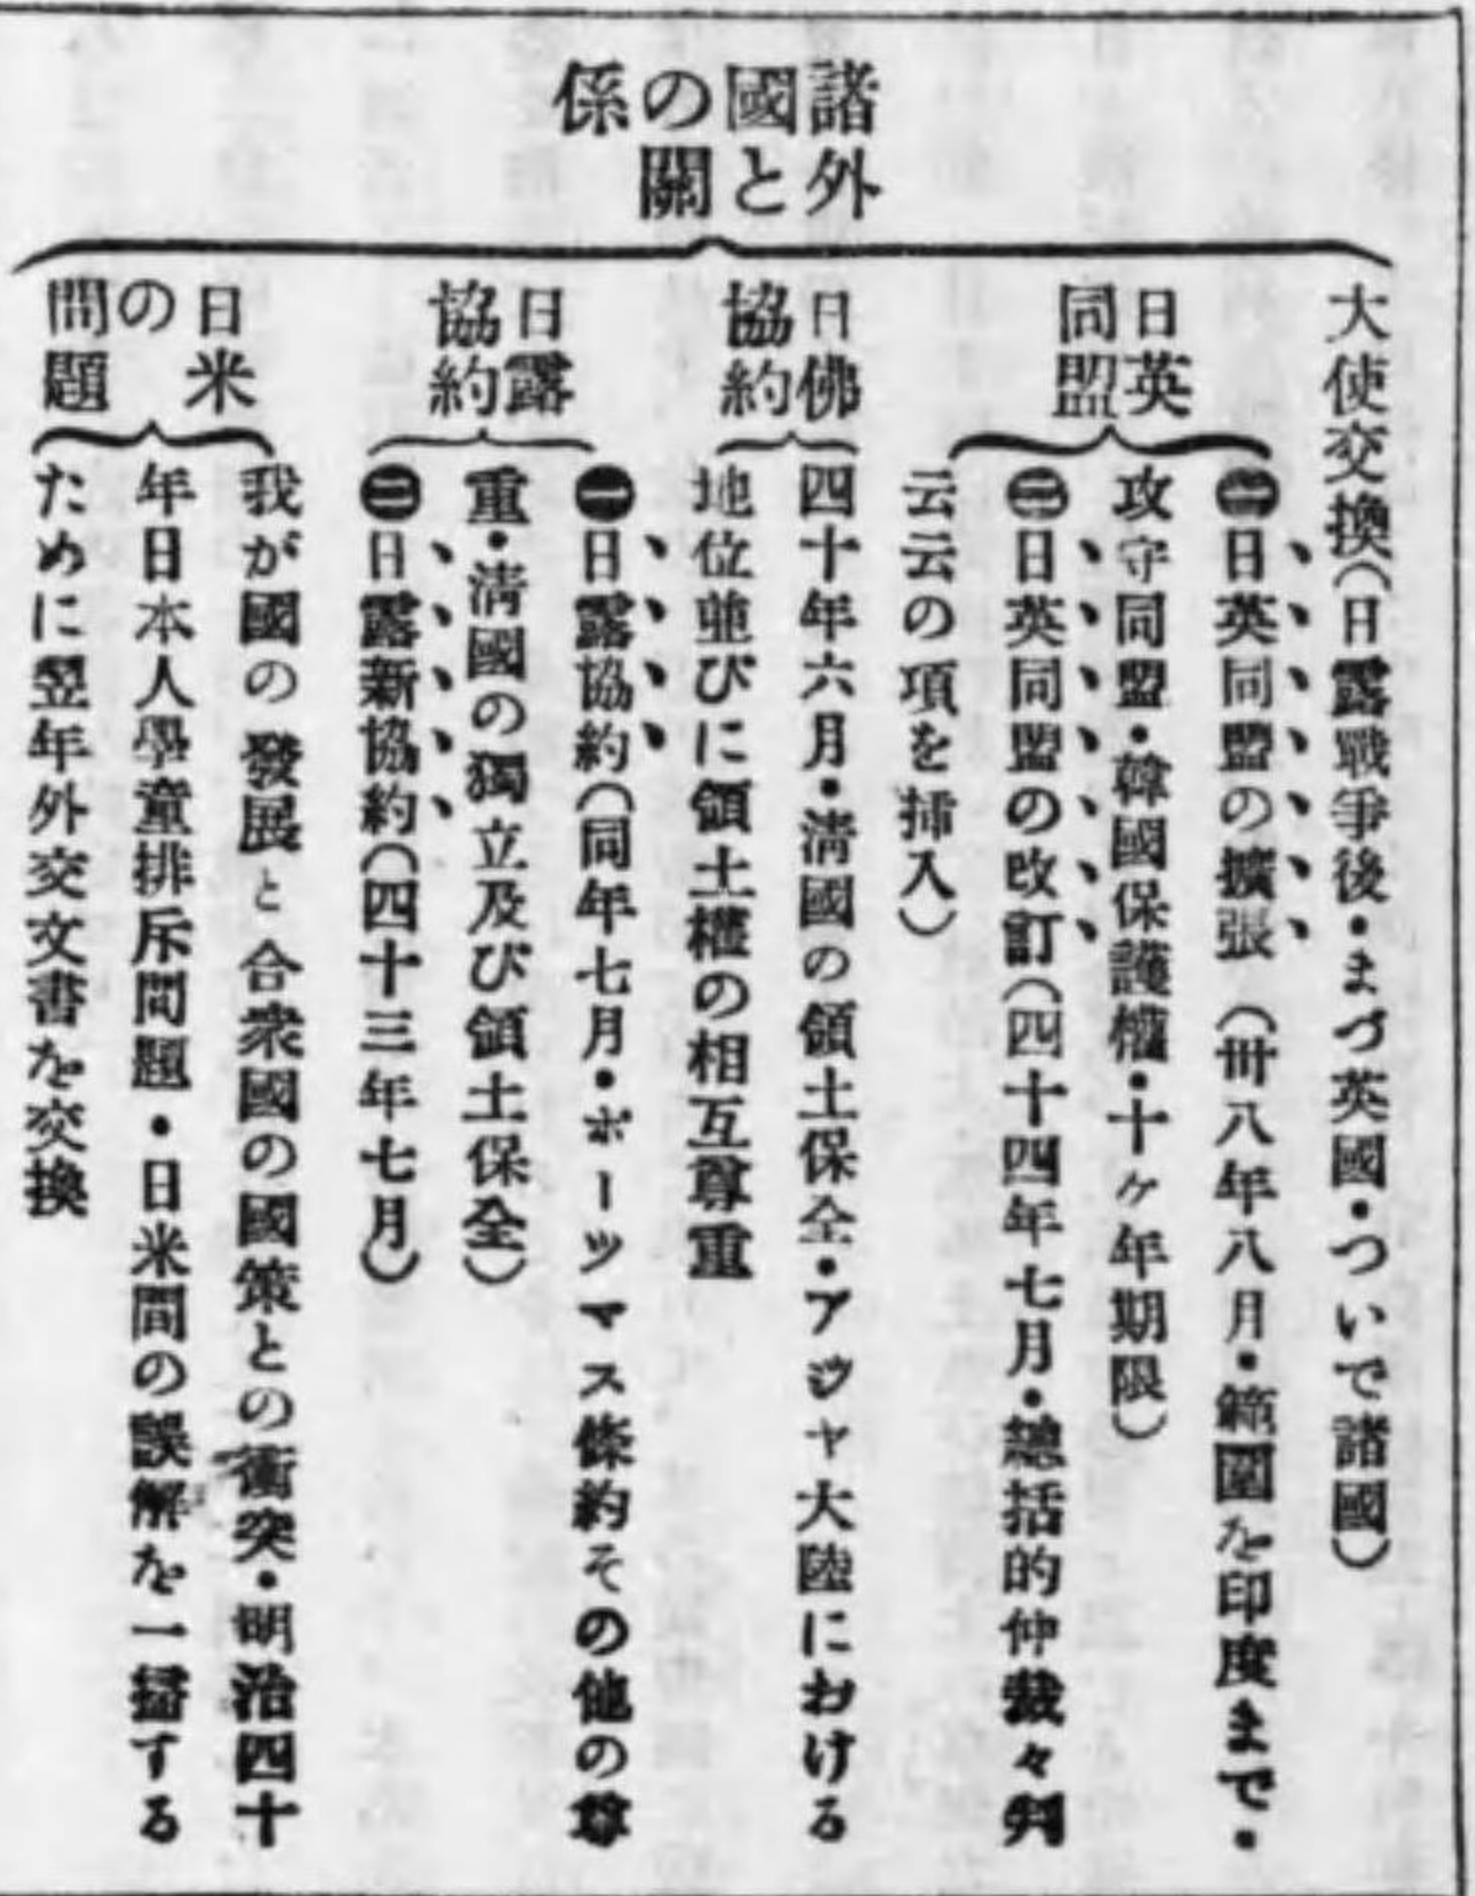 諸外
國と
の關
係
大使交換(日露戰爭後・まづ英國・ついで諸國)
日英
同盟
㊁日英同盟の擴張(卌八年八月・範圍を印度まで・
攻守同盟・韓國保護權・十ヶ年期限)
㊂日英同盟の改訂(四十四年七月・總括的仲裁々判
云云の項を揷入)
日佛
協約
四十年六月・淸國の領土保全・アジヤ大陸における
地位並びに領土權の相互尊重
日露
協約
㊀日露協約(同年七月・ポーツマス條約その他の尊
重・淸國の獨立及び領土保全)
㊁日露新協約(四十三年七月)
日米
の
問題
我が國の發展と合衆國の國策との衝突・明治四十
年日本人學童排斥問題・日米間の誤解を一掃する
ために翌年外交文書を交換